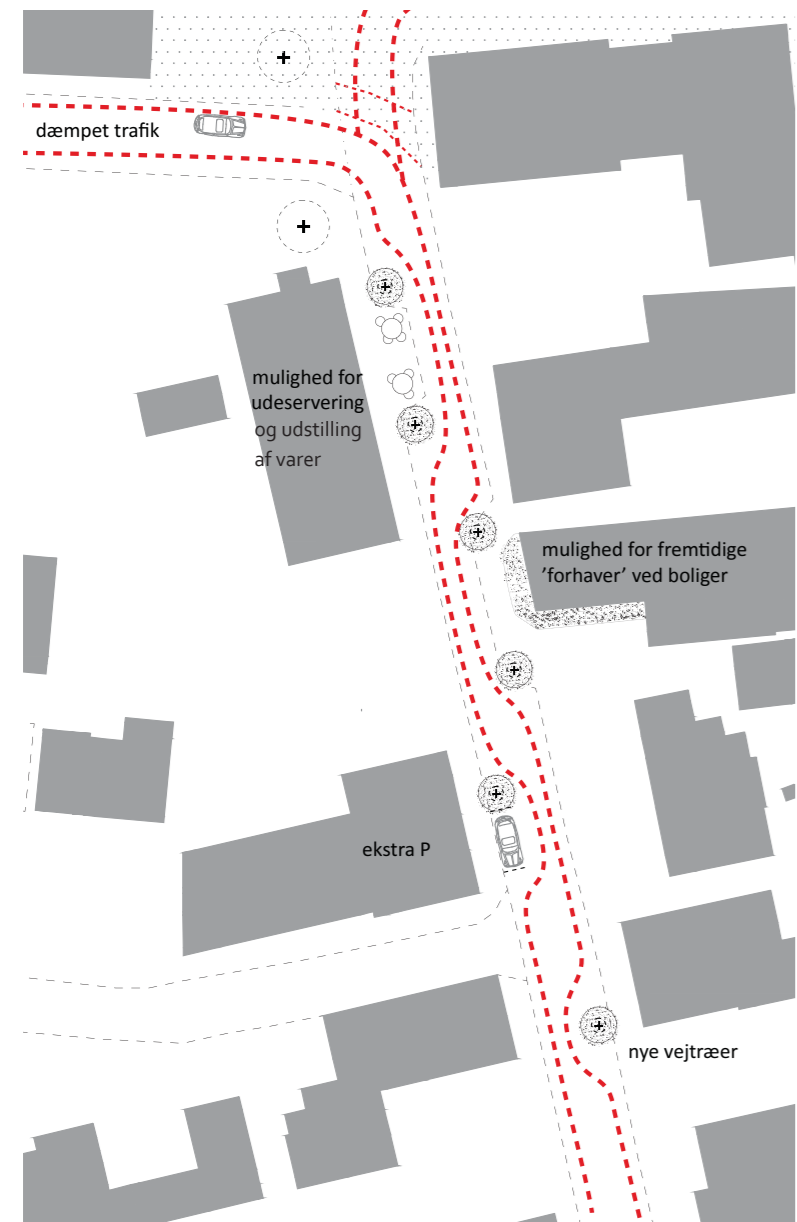 dæmpet trafik
mulighed for
udeservering
og udstilling
af varer
mulighed for fremtidige
’forhaver’ ved boliger
ekstra P
nye vejtræer